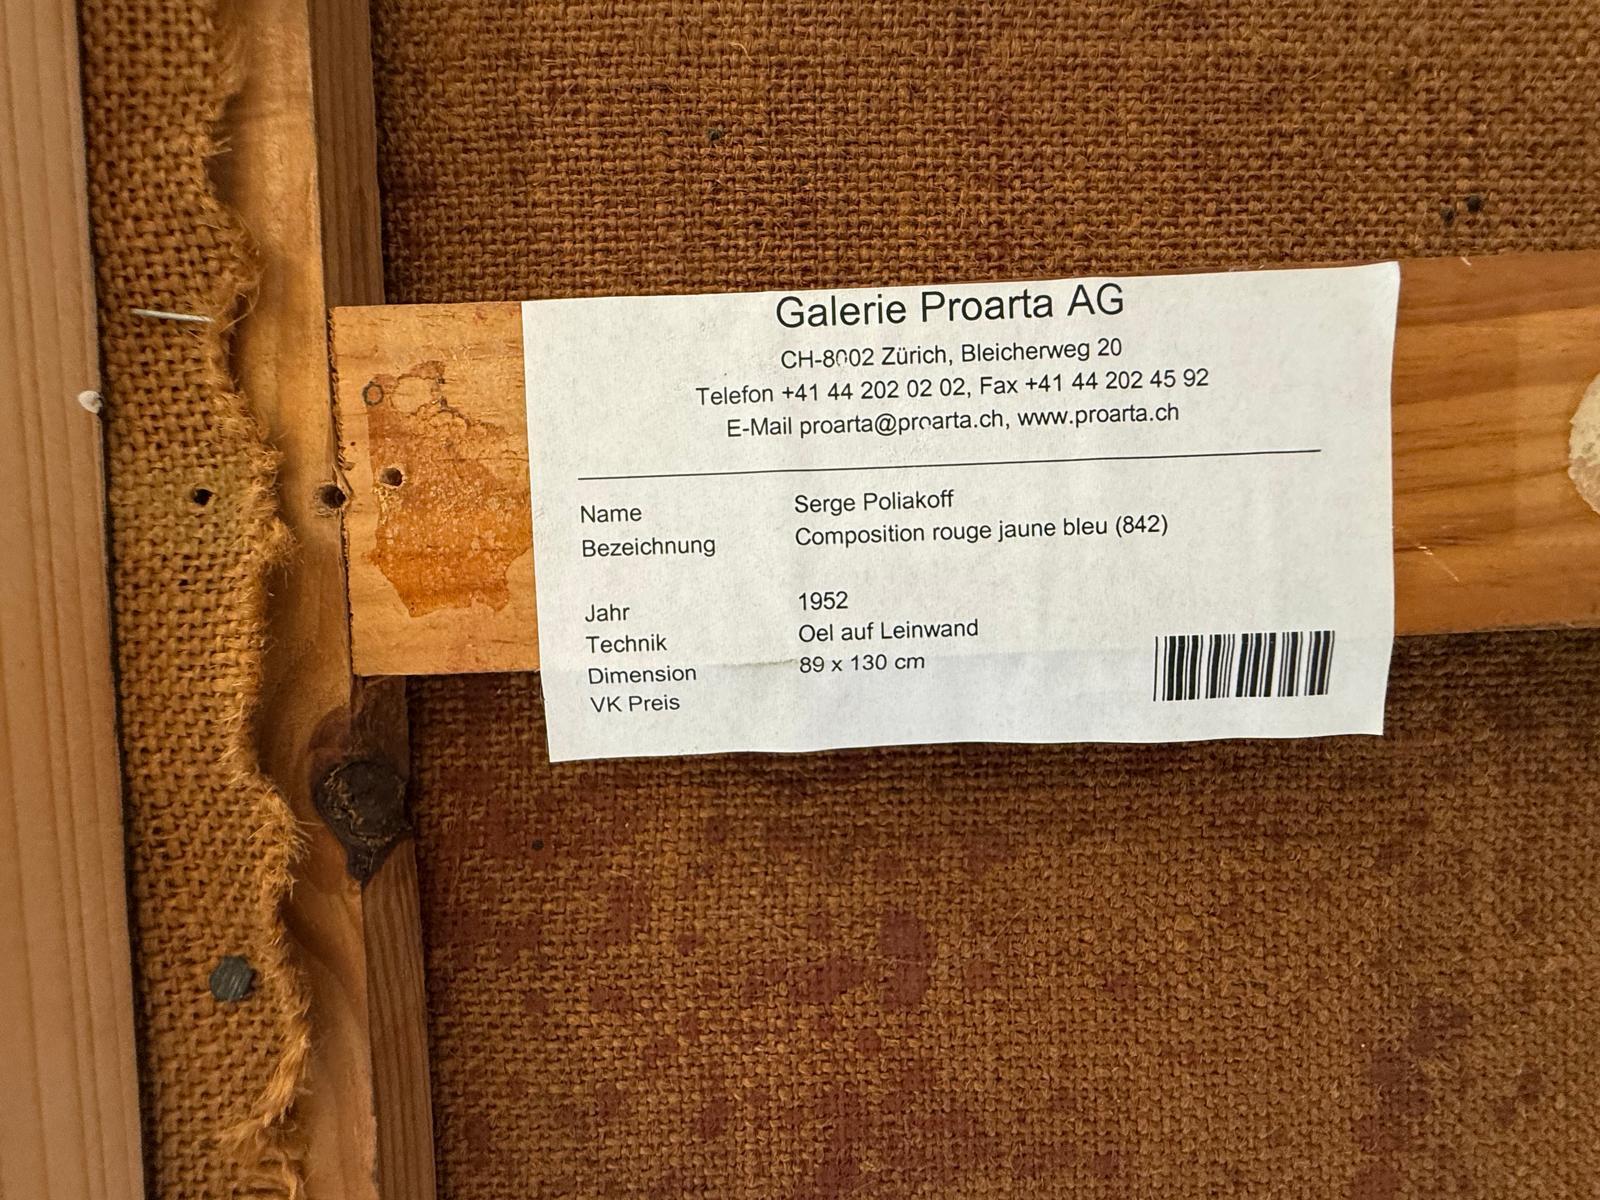 Galerie Proarta AG
CH-8002 Zürich, Bleicherweg 20
Telefon +41 44 202 02 02, Fax +41 44 202 45 92
E-Mail proarta@proarta.ch, www.proarta.ch
Name Serge Poliakoff
Bezeichnung Composition rouge jaune bleu (842)
Jahr 1952
Technik Oel auf Leinwand
Dimension 89 x 130 cm
VK Preis